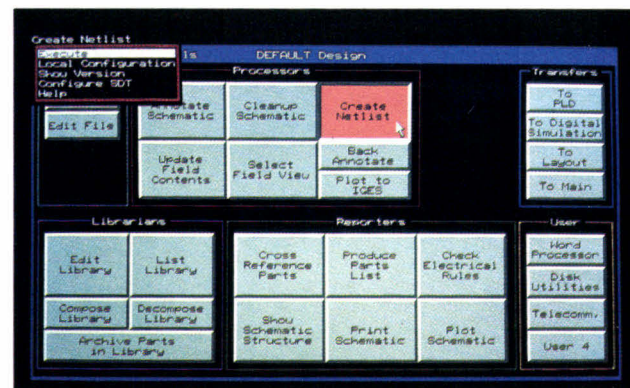 Create Netlist
Execute
Local Configuration
Show Version
Configure SDT
Help
ls DEFAULT Design
Processors
Transfers
Edit File
Annotate
Schematic
Cleanup
Schematic
Create
Netlist
Update
Field
Contents
Select
Field View
Back
Annotate
Plot to
IGES
To
PLD
To Digital
Simulation
To
Layout
To Main
Librarians
Edit
Library
List
Library
Compose
Library
Decompose
Library
Archive Parts
in Library
Reporters
Cross
Reference
Parts
Produce
Parts
List
Check
Electrical
Rules
Show
Schematic
Structure
Print
Schematic
Plot
Schematic
User
Word
Processor
Disk
Utilities
Telecomm.
User 4